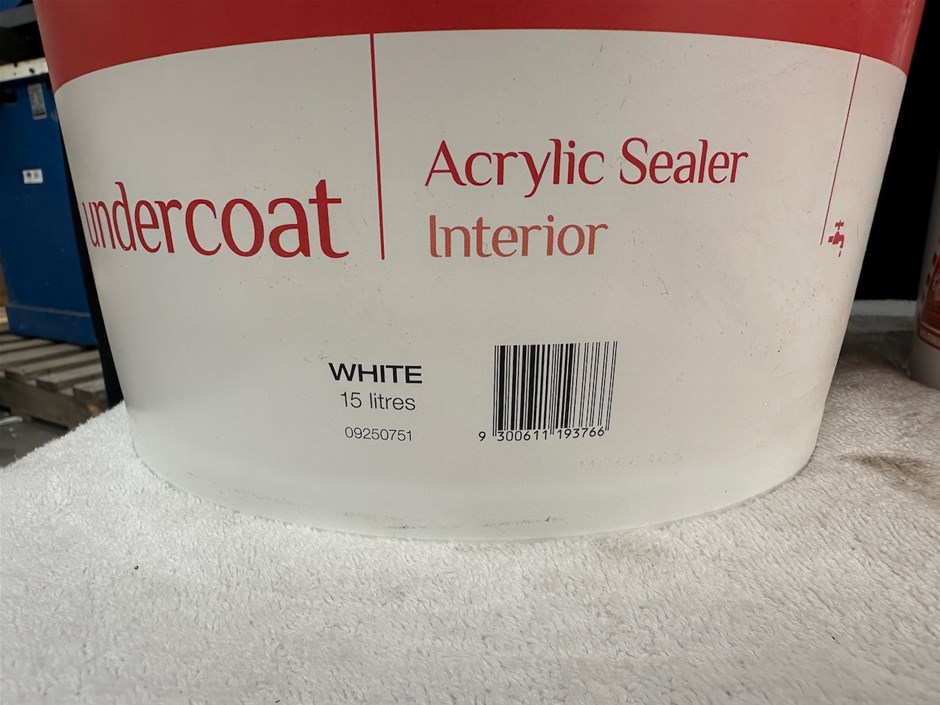 undercoat
Acrylic Sealer
Interior
WHITE
15 litres
09250751
9 300611 193766